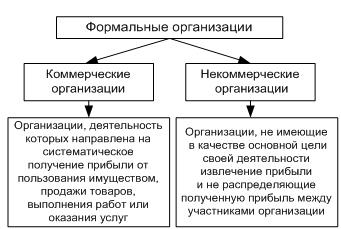 Формальные организации
Коммерческие
организации
Некоммерческие
организации
Организации, деятельность
которых направлена на
систематическое
получение прибыли от
пользования имуществом,
продажи товаров,
выполнения работ или
оказания услуг
Организации, не имеющие
в качестве основной цели
своей деятельности
извлечение прибыли
и не распределяющие
полученную прибыль между
участниками организации